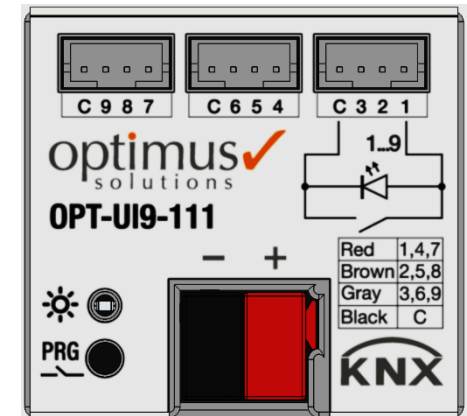 C 9 8 7
C 6 5 4
C 3 2 1
optimus
solutions
1...9
OPT-UI9-111
− +
Red 1,4,7
Brown 2,5,8
Gray 3,6,9
Black C
PRG
KNX